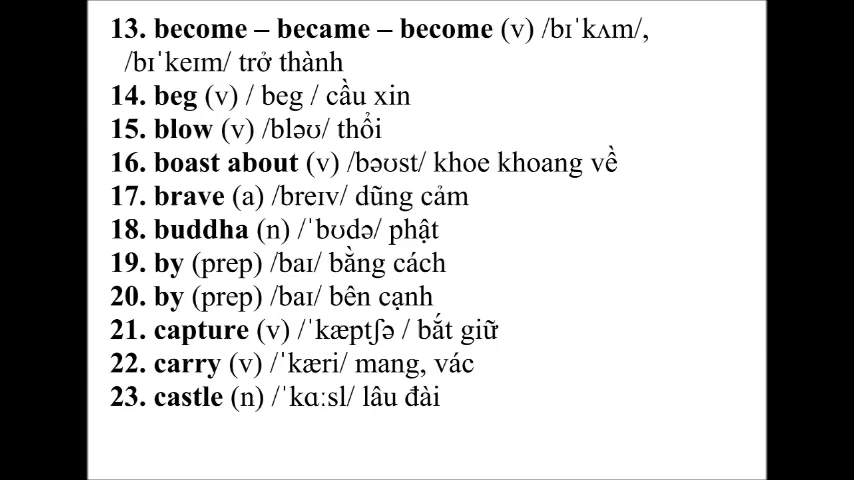 13. become – became – become (v) /bɪˈkʌm/,
/bɪˈkeɪm/ trở thành
14. beg (v) / beg / cầu xin
15. blow (v) /bləʊ/ thổi
16. boast about (v) /bəʊst/ khoe khoang về
17. brave (a) /breɪv/ dũng cảm
18. buddha (n) /ˈbʊdə/ phật
19. by (prep) /baɪ/ bằng cách
20. by (prep) /baɪ/ bên cạnh
21. capture (v) /ˈkæptʃə / bắt giữ
22. carry (v) /ˈkæri/ mang, vác
23. castle (n) /ˈkɑːsl/ lâu đài